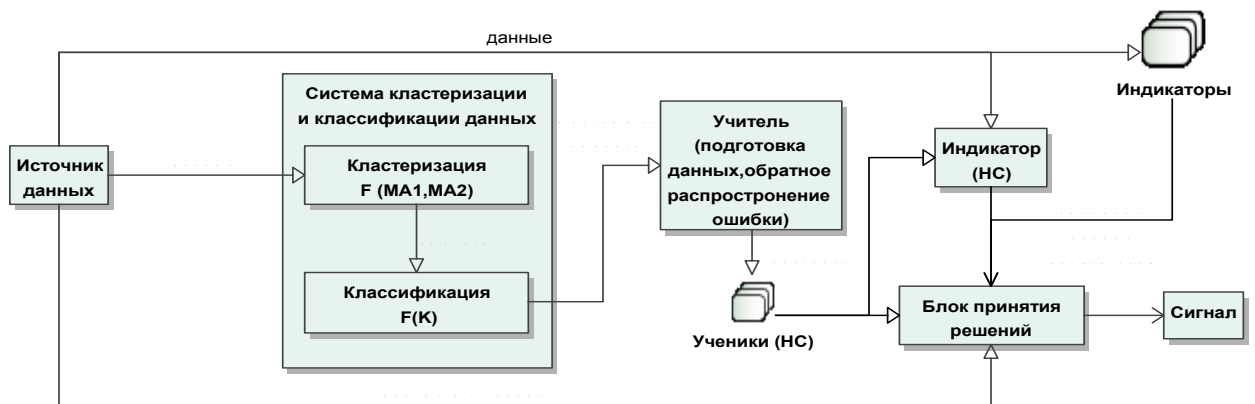 данные
Индикаторы
Система кластеризации
и классификации данных
Источник
данных
Кластеризация
F (MA1,MA2)
Классификация
F(K)
Учитель
(подготовка
данных,обратное
распростронение
ошибки)
Ученики (НС)
Индикатор
(НС)
Блок принятия
решений
Сигнал